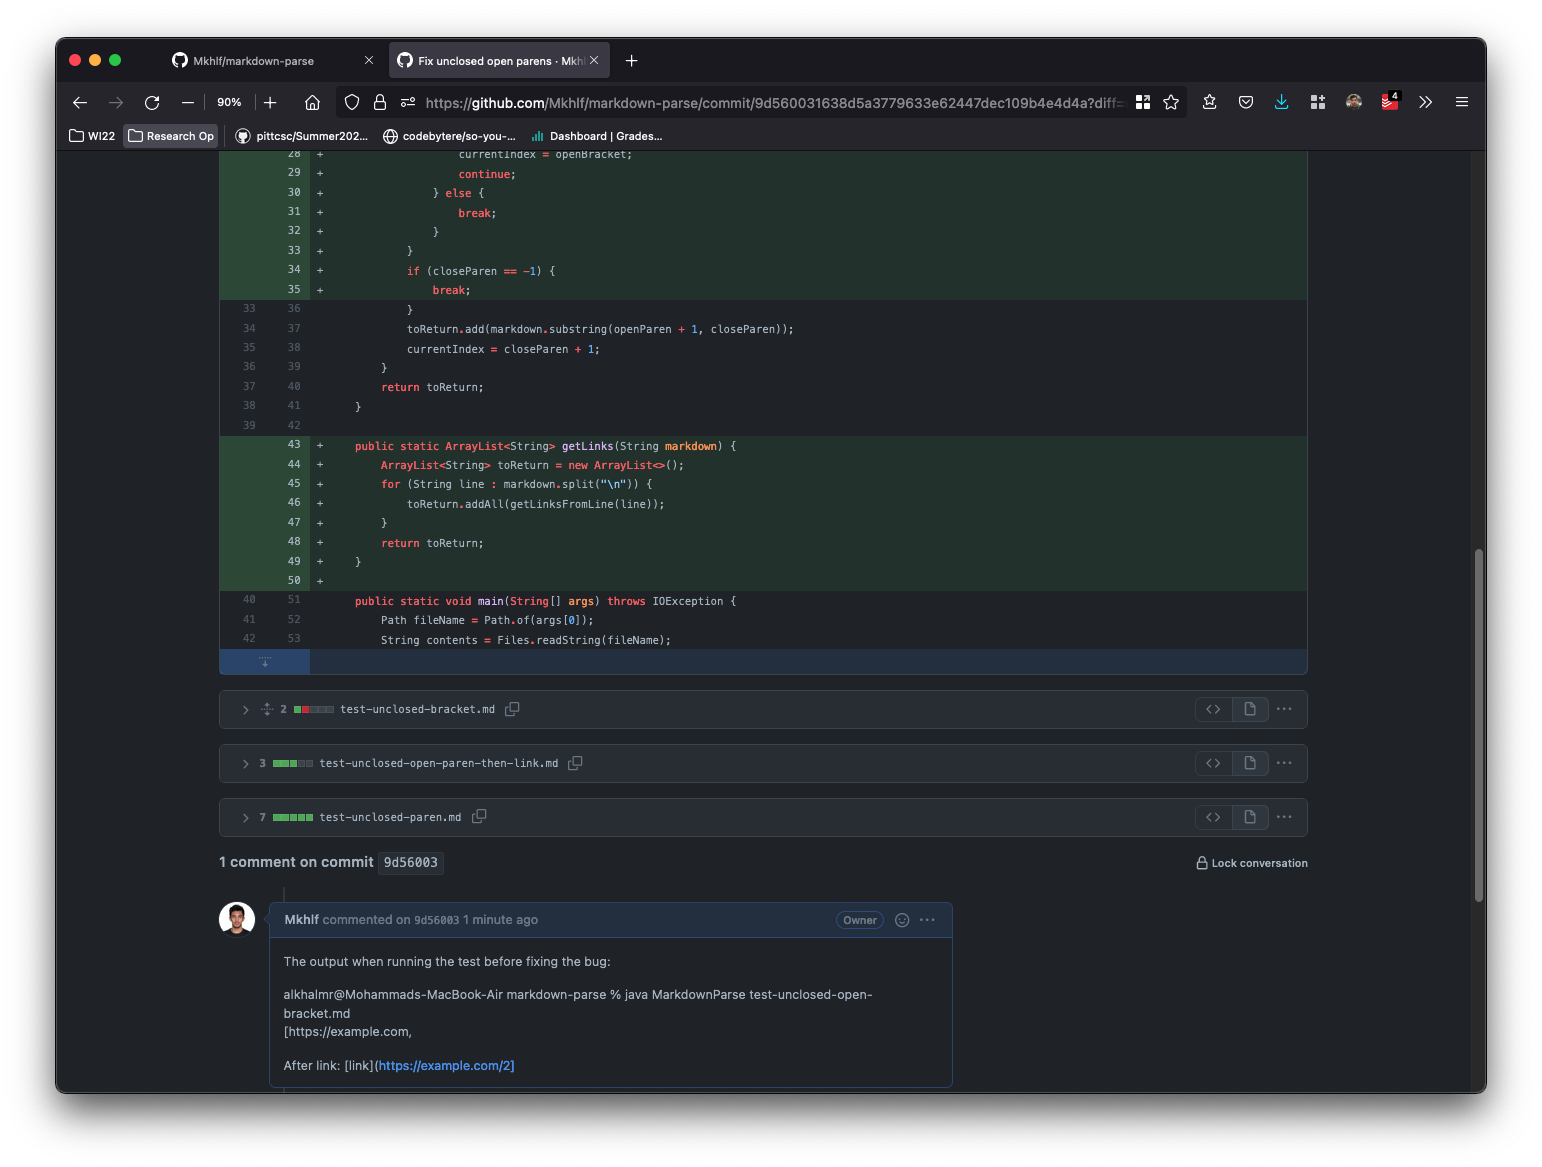 Mkhlf/markdown-parse
Fix unclosed open parens · Mkhl
90%
https://github.com/Mkhlf/markdown-parse/commit/9d560031638d5a3779633e62447dec109b4e4d4a?diff=
4
WI22
Research Op
pittcsc/Summer202...
codebytere/so-you-...
Dashboard | Grades...
28 + currentIndex = openBracket;
29 + continue;
30 + } else {
31 + break;
32 + }
33 + }
34 + if (closeParen == -1) {
35 + break;
33 36 }
34 37 toReturn.add(markdown.substring(openParen + 1, closeParen));
35 38 currentIndex = closeParen + 1;
36 39 }
37 40 return toReturn;
38 41 }
39 42
43 + public static ArrayList<String> getLinks(String markdown) {
44 + ArrayList<String> toReturn = new ArrayList<>();
45 + for (String line : markdown.split("\n")) {
46 + toReturn.addAll(getLinksFromLine(line));
47 + }
48 + return toReturn;
49 + }
50 +
40 51 public static void main(String[] args) throws IOException {
41 52 Path fileName = Path.of(args[0]);
42 53 String contents = Files.readString(fileName);
2 test-unclosed-bracket.md
3 test-unclosed-open-paren-then-link.md
7 test-unclosed-paren.md
1 comment on commit 9d56003
Lock conversation
Mkhlf commented on 9d56003 1 minute ago
Owner
The output when running the test before fixing the bug:
alkhalmr@Mohammads-MacBook-Air markdown-parse % java MarkdownParse test-unclosed-open-
bracket.md
[https://example.com,
After link: [link](https://example.com/2]